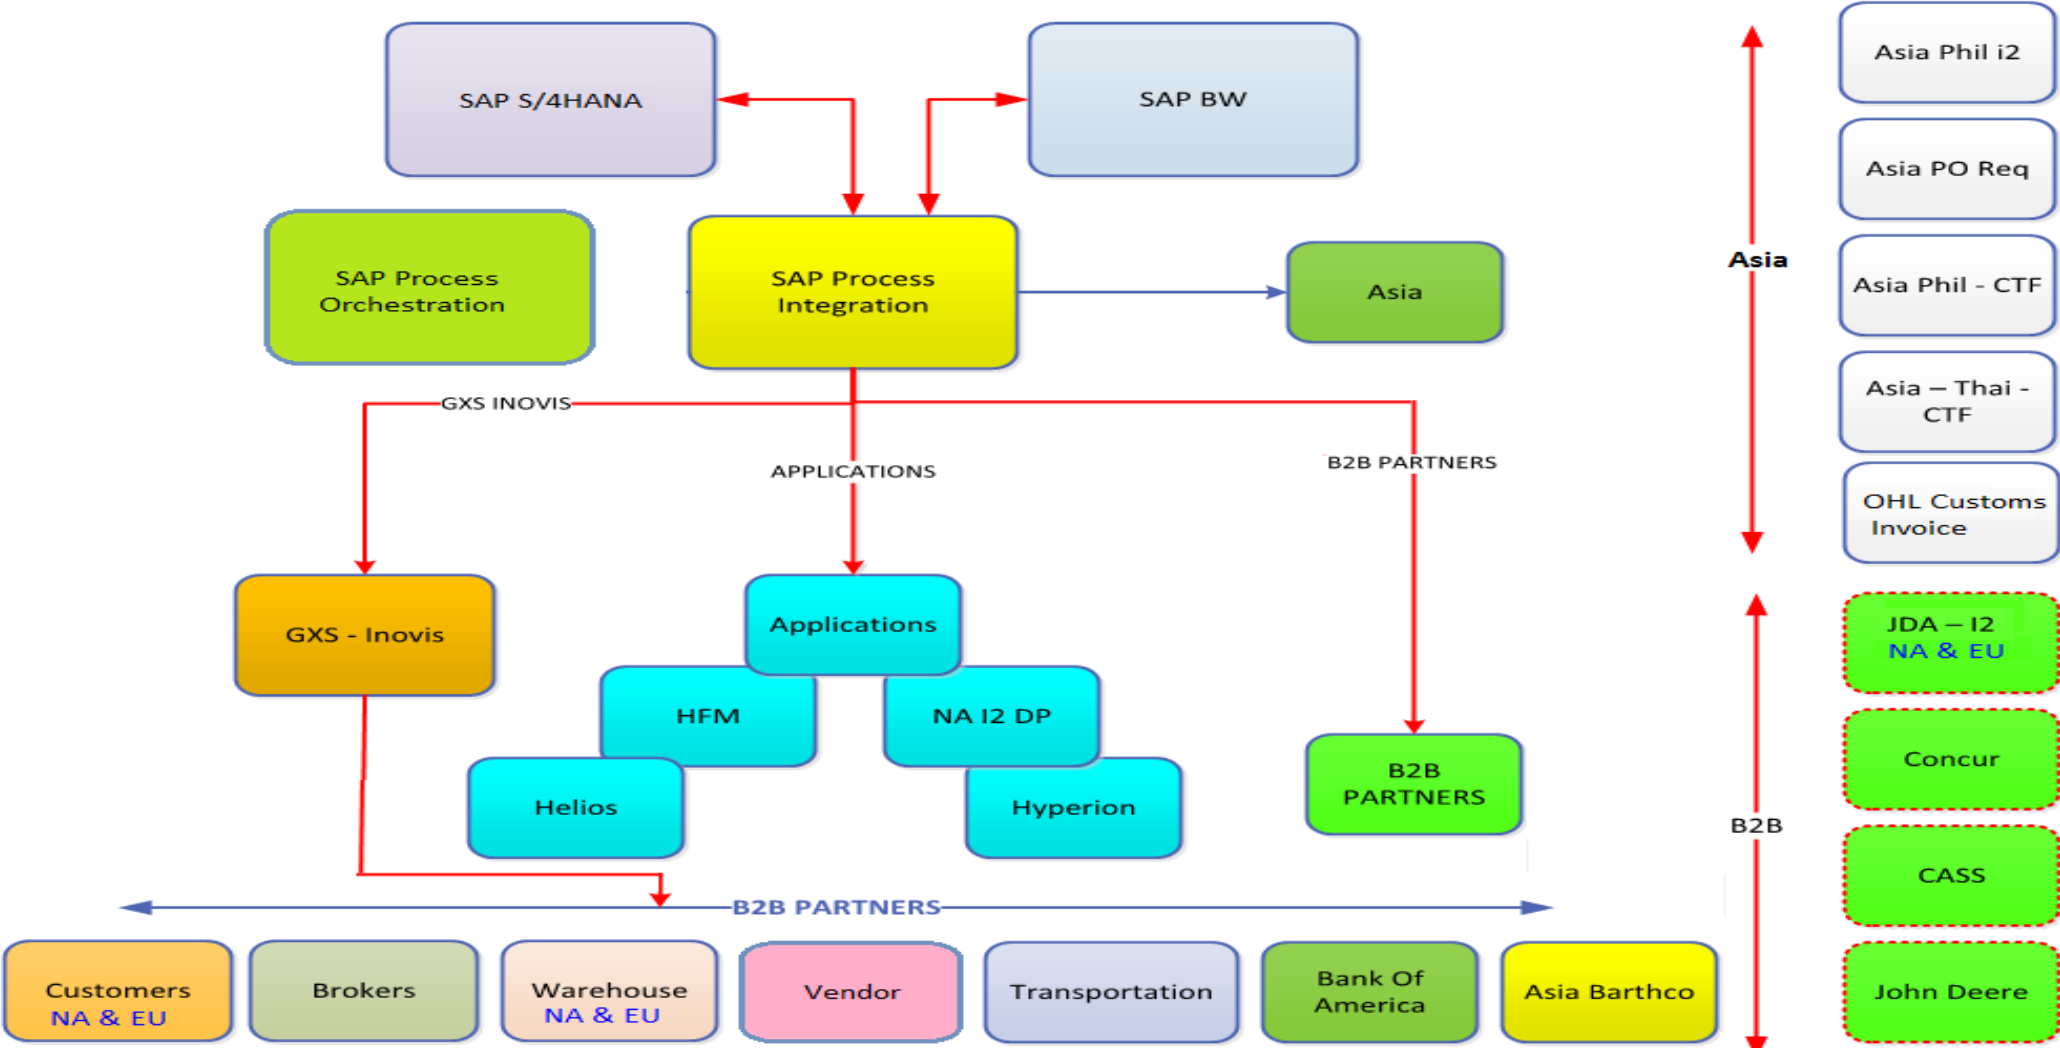 SAP S/4HANA
SAP BW
SAP Process
Orchestration
SAP Process
Integration
Asia
GXS INOVIS
APPLICATIONS
B2B PARTNERS
GXS - Inovis
Applications
HFM
NA I2 DP
Helios
Hyperion
B2B
PARTNERS
B2B PARTNERS
Customers
NA & EU
Brokers
Warehouse
NA & EU
Vendor
Transportation
Bank Of
America
Asia Barthco
Asia
Asia Phil i2
Asia PO Req
Asia Phil - CTF
Asia – Thai -
CTF
OHL Customs
Invoice
B2B
JDA – I2
NA & EU
Concur
CASS
John Deere